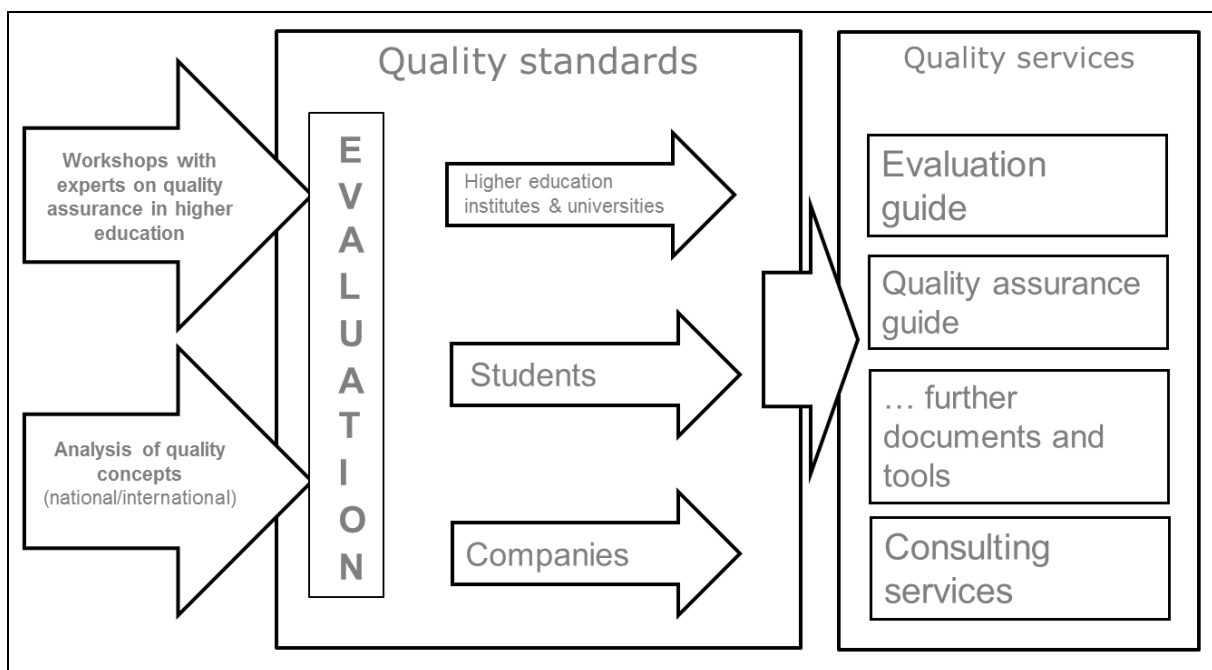 Quality standards
Quality services
Workshops with
experts on quality
assurance in higher
education
Analysis of quality
concepts
(national/international)
EVALUATION
Higher education
institutes & universities
Students
Companies
Evaluation
guide
Quality assurance
guide
... further
documents and
tools
Consulting
services